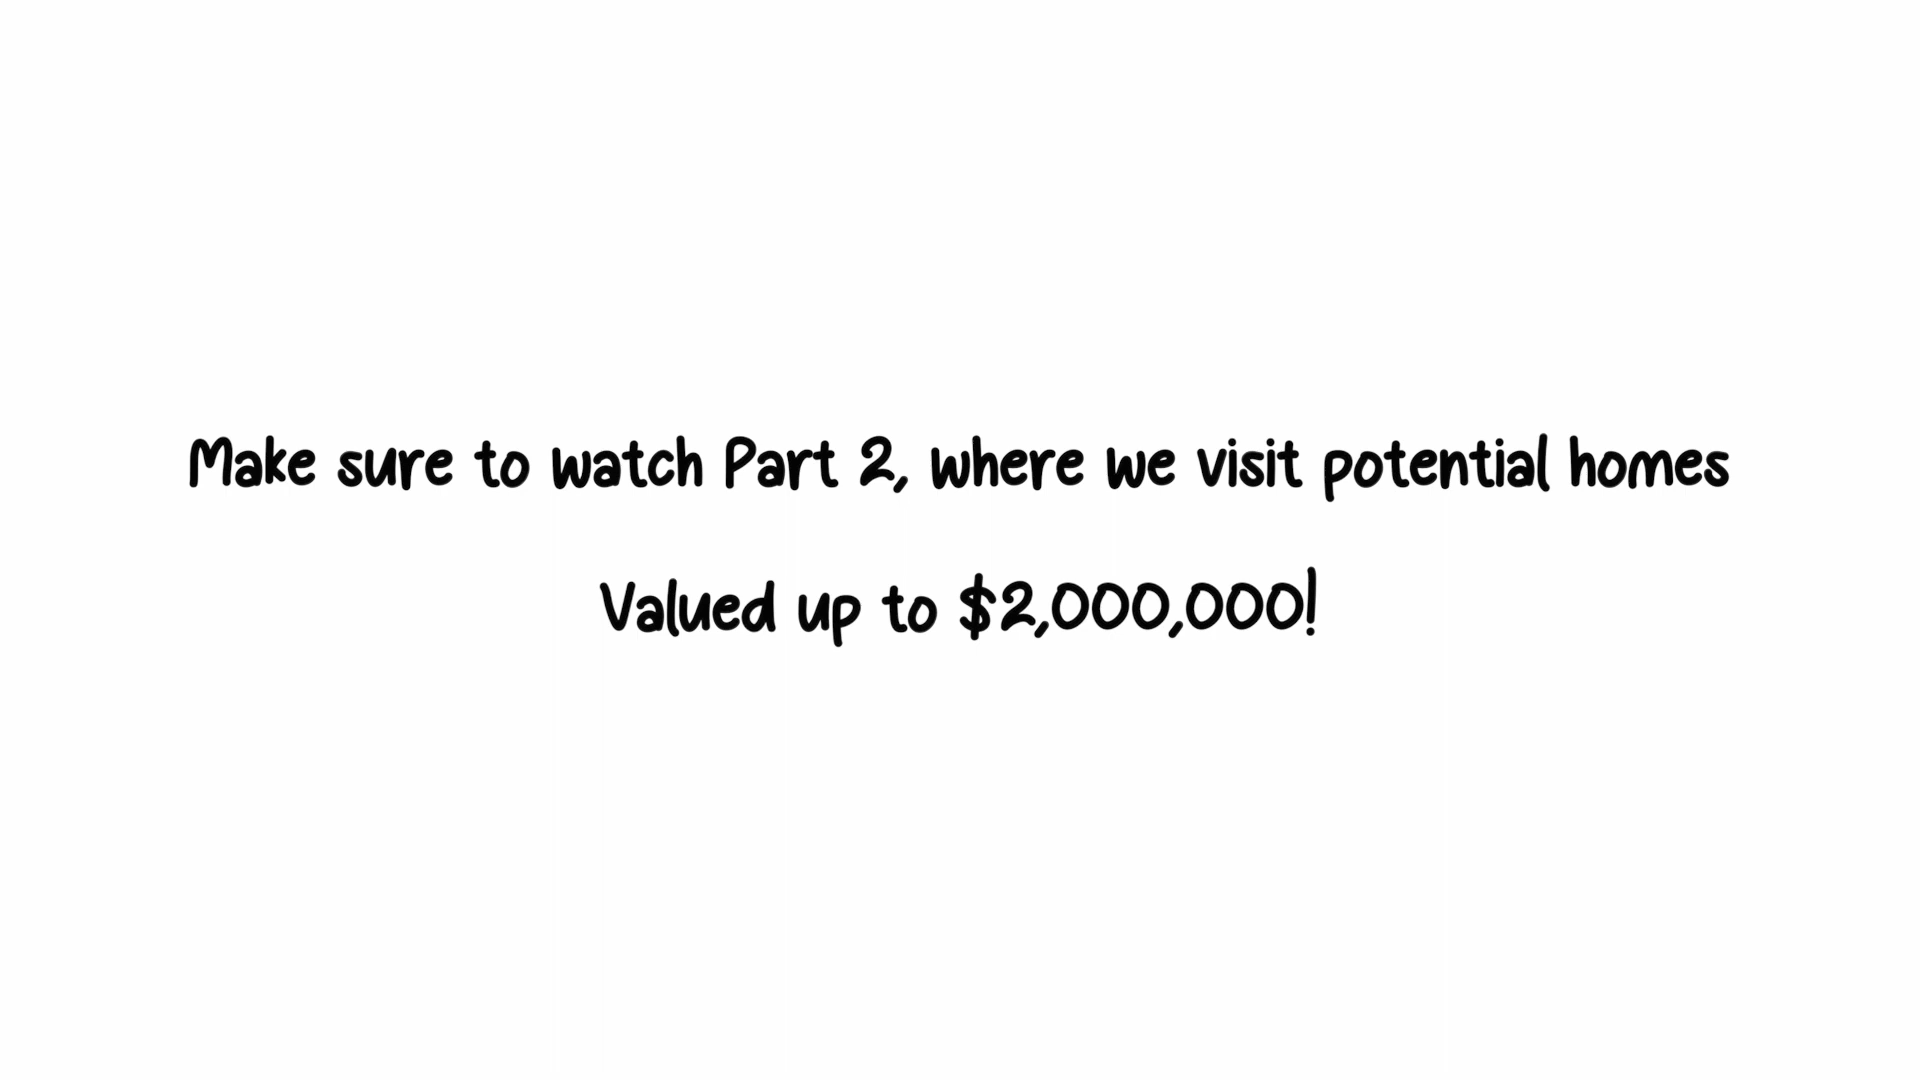 Make sure to watch Part 2, where we visit potential homes
Valued up to $2,000,000!